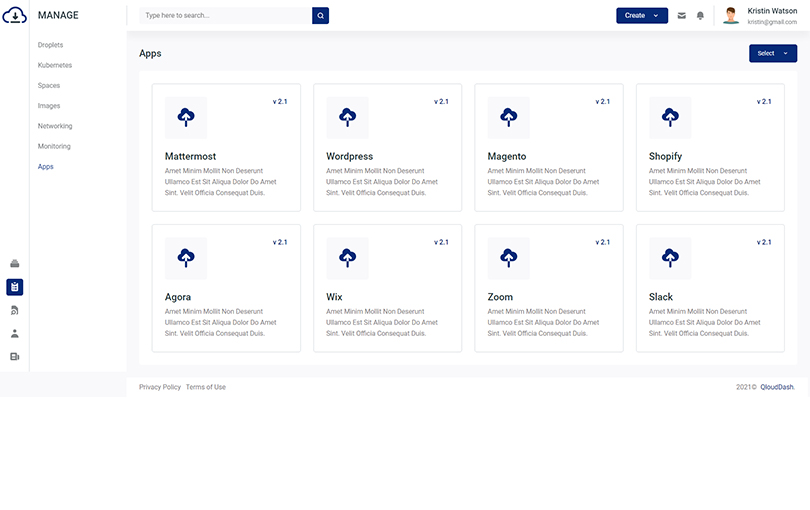 MANAGE
Type here to search...
Create
Kristin Watson
kristin@gmail.com
Droplets
Kubernetes
Spaces
Images
Networking
Monitoring
Apps
Apps
Select
v 2.1
Mattermost
Amet Minim Mollit Non Deserunt
Ullamco Est Sit Aliqua Dolor Do Amet
Sint. Velit Officia Consequat Duis.
v 2.1
Wordpress
Amet Minim Mollit Non Deserunt
Ullamco Est Sit Aliqua Dolor Do Amet
Sint. Velit Officia Consequat Duis.
v 2.1
Magento
Amet Minim Mollit Non Deserunt
Ullamco Est Sit Aliqua Dolor Do Amet
Sint. Velit Officia Consequat Duis.
v 2.1
Shopify
Amet Minim Mollit Non Deserunt
Ullamco Est Sit Aliqua Dolor Do Amet
Sint. Velit Officia Consequat Duis.
v 2.1
Agora
Amet Minim Mollit Non Deserunt
Ullamco Est Sit Aliqua Dolor Do Amet
Sint. Velit Officia Consequat Duis.
v 2.1
Wix
Amet Minim Mollit Non Deserunt
Ullamco Est Sit Aliqua Dolor Do Amet
Sint. Velit Officia Consequat Duis.
v 2.1
Zoom
Amet Minim Mollit Non Deserunt
Ullamco Est Sit Aliqua Dolor Do Amet
Sint. Velit Officia Consequat Duis.
v 2.1
Slack
Amet Minim Mollit Non Deserunt
Ullamco Est Sit Aliqua Dolor Do Amet
Sint. Velit Officia Consequat Duis.
Privacy Policy Terms of Use
2021© QloudDash.